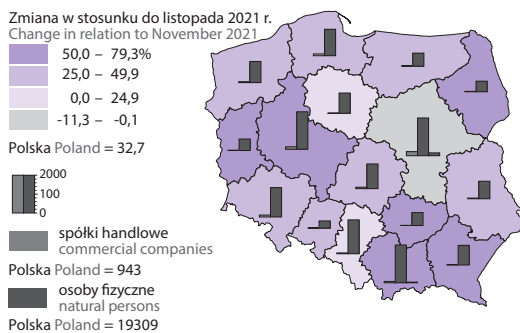 Zmiana w stosunku do listopada 2021 r.
Change in relation to November 2021
50,0 – 79,3%
25,0 – 49,9
0,0 – 24,9
-11,3 – -0,1
Polska Poland = 32,7
2000
100
0
spółki handlowe
commercial companies
Polska Poland = 943
osoby fizyczne
natural persons
Polska Poland = 19309